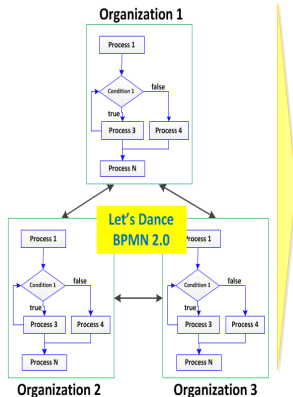 Organization 1
Process 1
Condition 1
false
true
Process 3
Process 4
Process N
Let's Dance
BPMN 2.0
Process 1
Condition 1
false
true
Process 3
Process 4
Process N
Process 1
Condition 1
false
true
Process 3
Process 4
Process N
Organization 2
Organization 3